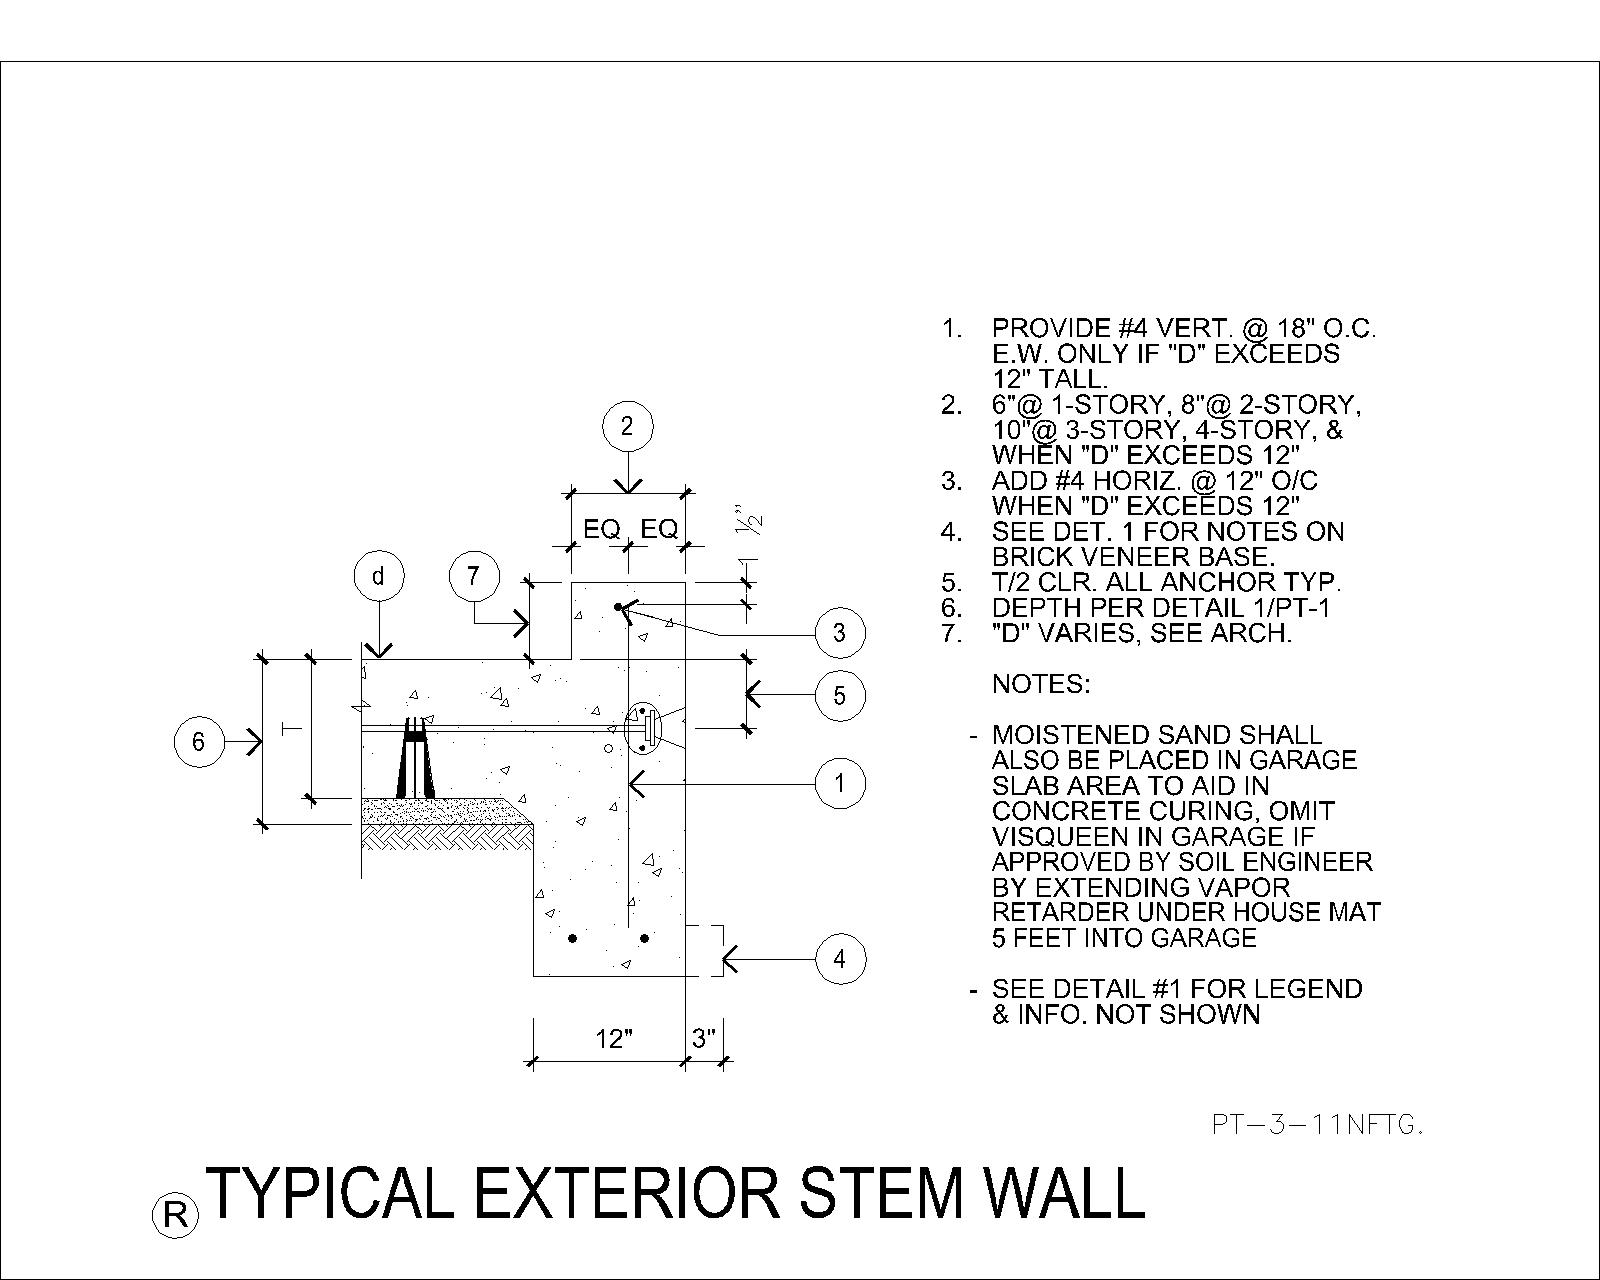 1. PROVIDE #4 VERT. @ 18" O.C.
E.W. ONLY IF "D" EXCEEDS
12" TALL.
2. 6"@ 1-STORY, 8"@ 2-STORY,
10"@ 3-STORY, 4-STORY, &
WHEN "D" EXCEEDS 12"
3. ADD #4 HORIZ. @ 12" O/C
WHEN "D" EXCEEDS 12"
4. SEE DET. 1 FOR NOTES ON
BRICK VENEER BASE.
5. T/2 CLR. ALL ANCHOR TYP.
6. DEPTH PER DETAIL 1/PT-1
7. "D" VARIES, SEE ARCH.
NOTES:
- MOISTENED SAND SHALL
ALSO BE PLACED IN GARAGE
SLAB AREA TO AID IN
CONCRETE CURING, OMIT
VISQUEEN IN GARAGE IF
APPROVED BY SOIL ENGINEER
BY EXTENDING VAPOR
RETARDER UNDER HOUSE MAT
5 FEET INTO GARAGE
- SEE DETAIL #1 FOR LEGEND
& INFO. NOT SHOWN
2
EQ EQ
1 ½"
d
7
3
5
6
T
1
4
12"
3"
PT-3-11NFTG.
R TYPICAL EXTERIOR STEM WALL